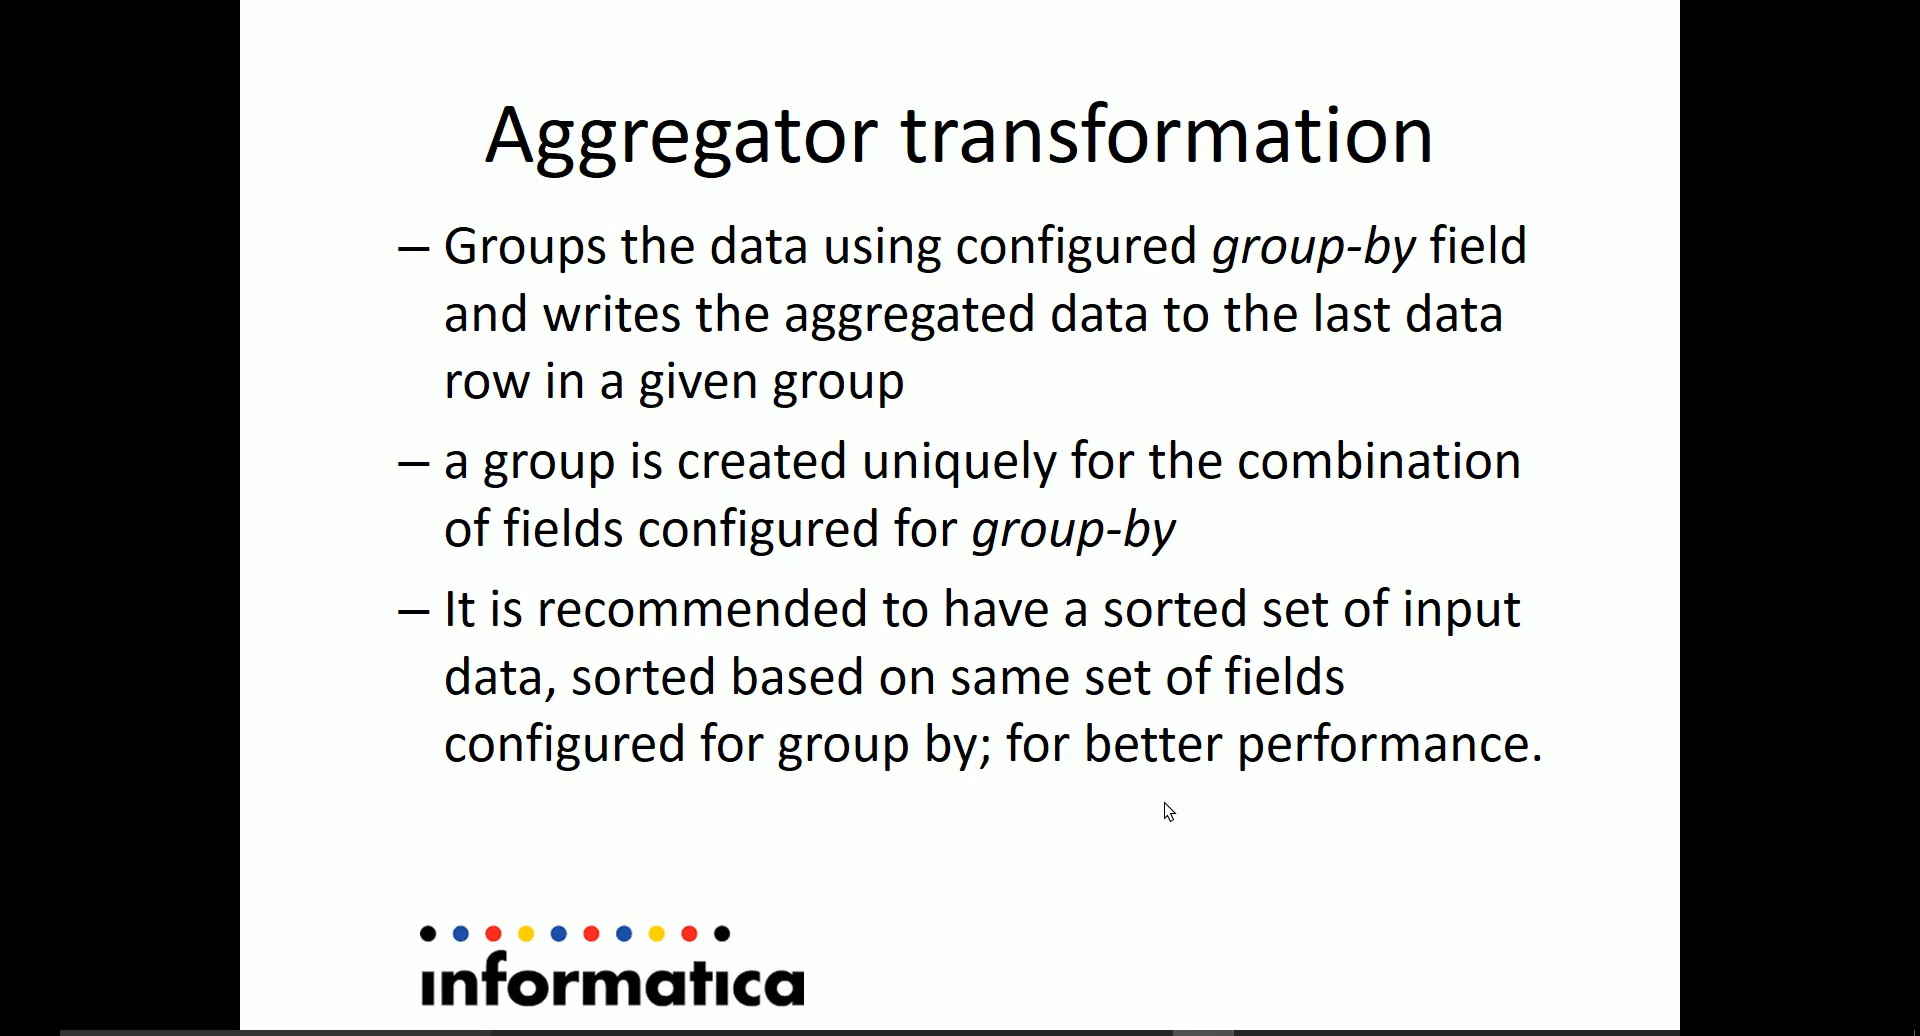 Aggregator transformation
– Groups the data using configured group-by field
and writes the aggregated data to the last data
row in a given group
– a group is created uniquely for the combination
of fields configured for group-by
– It is recommended to have a sorted set of input
data, sorted based on same set of fields
configured for group by; for better performance.
informatica